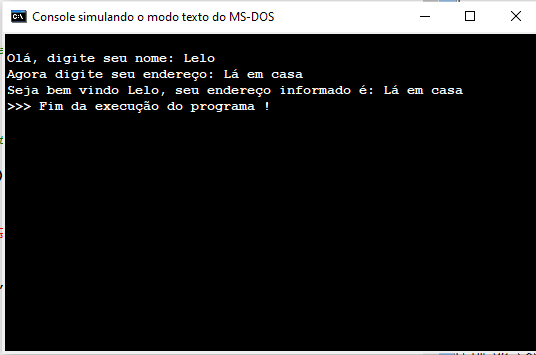 Console simulando o modo texto do MS-DOS
Olá, digite seu nome: Lelo
Agora digite seu endereço: Lá em casa
Seja bem vindo Lelo, seu endereço informado é: Lá em casa
>>> Fim da execução do programa !